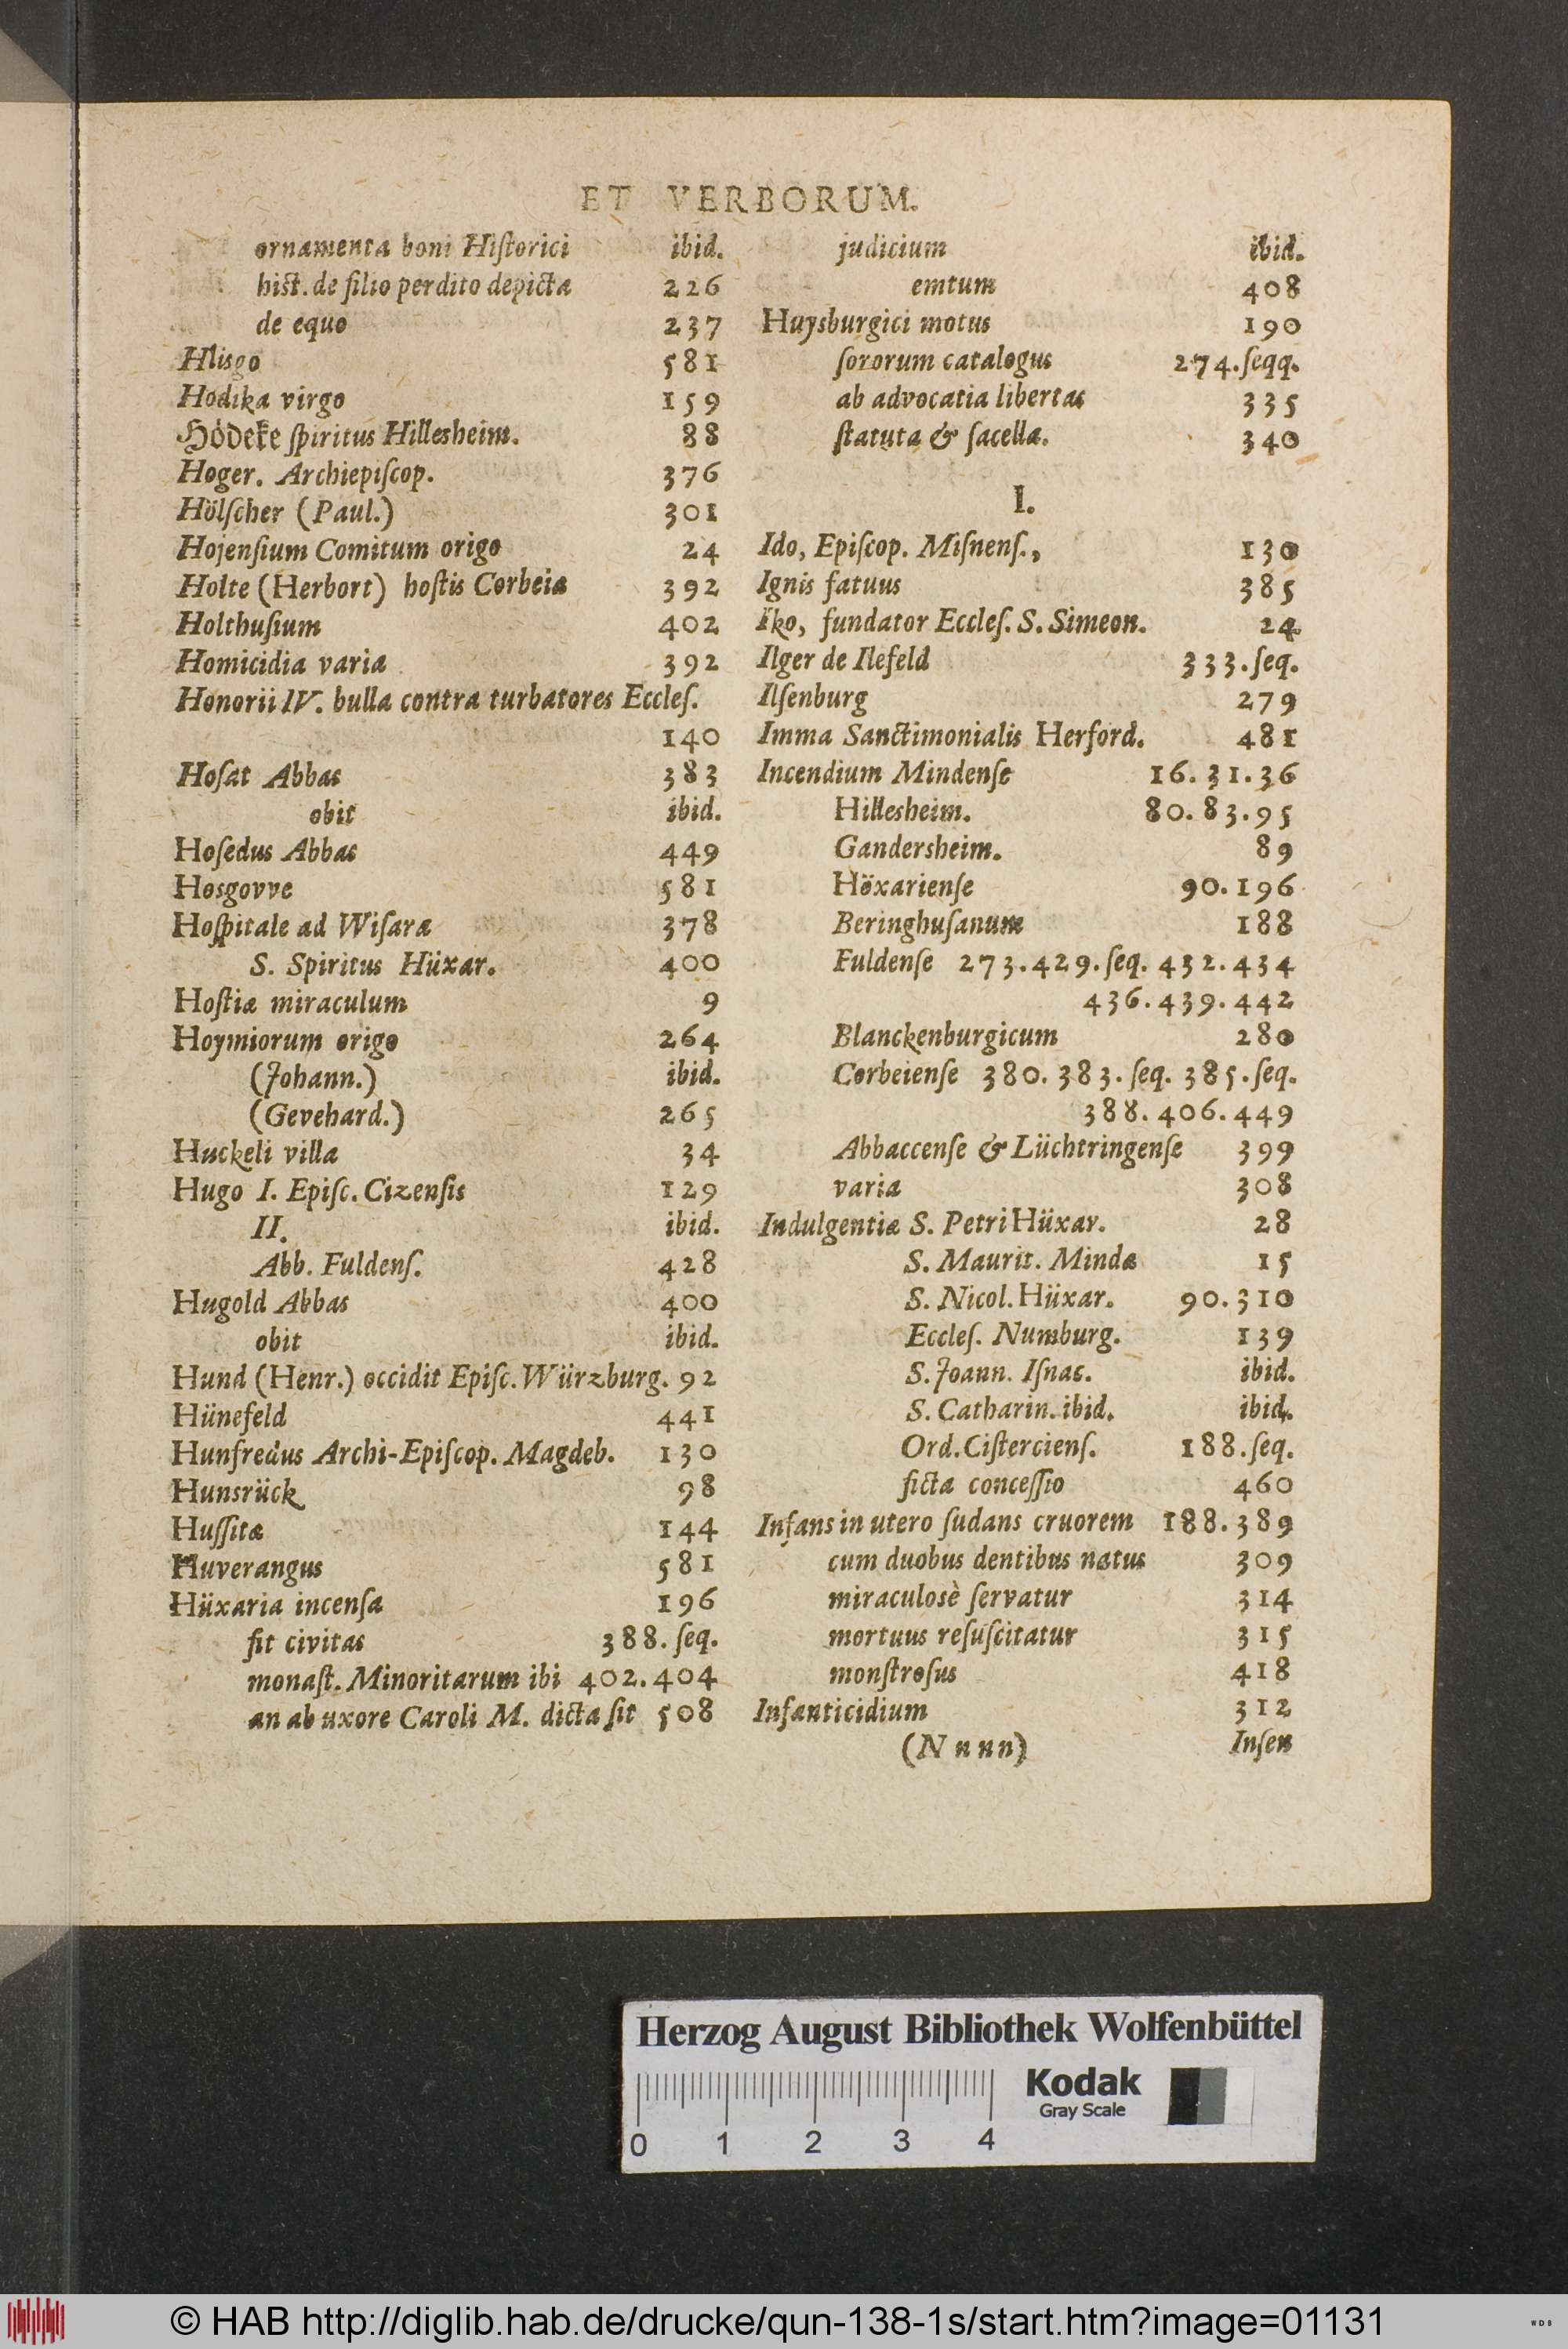 ET VERBORUM.
ornamenta boni Hiſtorici ibid.
hiſt. de filio perdito depicta 226
de equo 237
Hlisgo 581
Hodika virgo 159
Hödeke ſpiritus Hillesheim. 88
Hoger. Archiepiſcop. 376
Hölſcher (Paul.) 301
Hojenſium Comitum origo 24
Holte (Herbort) hoſtis Corbeiæ 392
Holthuſium 402
Homicidia varia 392
Honorii IV. bulla contra turbatores Eccleſ.
140
Hoſat Abbas 383
obit ibid.
Hoſedus Abbas 449
Hosgovve 581
Hoſpitale ad Wiſaræ 378
S. Spiritus Hüxar. 400
Hoſtiæ miraculum 9
Hoymiorum origo 264
(Johann.) ibid.
(Gevehard.) 265
Huckeli villa 34
Hugo I. Epiſc. Cizenſis 129
II. ibid.
Abb. Fuldenſ. 428
Hugold Abbas 400
obit ibid.
Hund (Henr.) occidit Epiſc. Würzburg. 92
Hünefeld 441
Hunfredus Archi-Epiſcop. Magdeb. 130
Hunsrück 98
Huſſitæ 144
Huverangus 581
Hüxaria incenſa 196
fit civitas 388. ſeq.
monaſt. Minoritarum ibi 402. 404
an ab uxore Caroli M. dicta ſit 508
judicium ibid.
emtum 408
Huysburgici motus 190
ſororum catalogus 274. ſeqq.
ab advocatia libertas 335
ſtatuta & ſacella. 340
I.
Ido, Epiſcop. Miſnenſ., 130
Ignis fatuus 385
Iko, fundator Eccleſ. S. Simeon. 24
Ilger de Ilefeld 333. ſeq.
Ilſenburg 279
Imma Sanctimonialis Herford. 481
Incendium Mindenſe 16. 31. 36
Hillesheim. 80. 83. 95
Gandersheim. 89
Höxarienſe 90. 196
Beringhuſanum 188
Fuldenſe 273. 429. ſeq. 432. 434
436. 439. 442
Blanckenburgicum 280
Corbeienſe 380. 383. ſeq. 385. ſeq.
388. 406. 449
Abbaccenſe & Lüchtringenſe 399
varia 308
Indulgentiæ S. Petri Hüxar. 28
S. Maurit. Mindæ 15
S. Nicol. Hüxar. 90. 310
Eccleſ. Numburg. 139
S. Joann. Iſnac. ibid.
S. Catharin. ibid. ibid.
Ord. Ciſtercienſ. 188. ſeq.
ficta conceſſio 460
Infans in utero ſudans cruorem 188. 389
cum duobus dentibus natus 309
miraculosè ſervatur 314
mortuus reſuſcitatur 315
monſtroſus 418
Infanticidium 312
(N n n n) Inſen
Herzog August Bibliothek Wolfenbüttel
Kodak
Gray Scale
0 1 2 3 4
© HAB http://diglib.hab.de/drucke/qun-138-1s/start.htm?image=01131
WDB